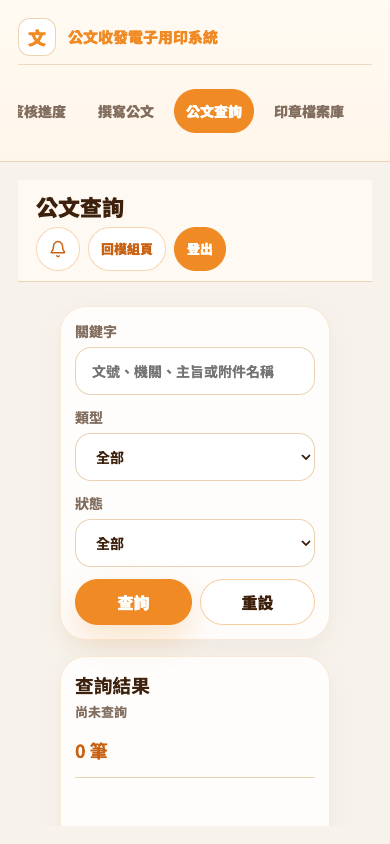 文
公文收發電子用印系統
簽核進度
撰寫公文
公文查詢
印章檔案庫
公文查詢
回模組頁
登出
關鍵字
文號、機關、主旨或附件名稱
類型
全部
狀態
全部
查詢
重設
查詢結果
尚未查詢
0 筆